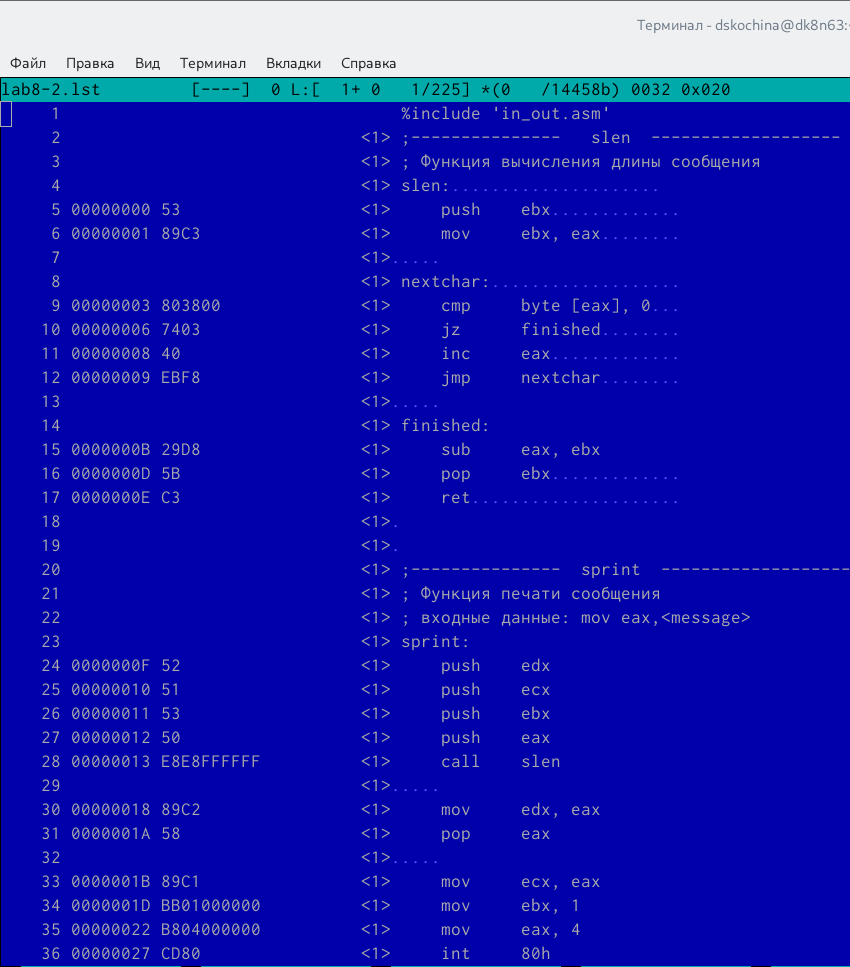 Терминал - dskochina@dk8n63:
Файл Правка Вид Терминал Вкладки Справка
lab8-2.lst [----] 0 L:[ 1+ 0 1/225] *(0 /14458b) 0032 0x020
1 %include 'in_out.asm'
2 <1> ;--------------- slen -------------------
3 <1> ; Функция вычисления длины сообщения
4 <1> slen:.....................
5 00000000 53 <1> push ebx.............
6 00000001 89C3 <1> mov ebx, eax........
7 <1>.....
8 <1> nextchar:...................
9 00000003 803800 <1> cmp byte [eax], 0...
10 00000006 7403 <1> jz finished........
11 00000008 40 <1> inc eax.............
12 00000009 EBF8 <1> jmp nextchar........
13 <1>.....
14 <1> finished:
15 0000000B 29D8 <1> sub eax, ebx
16 0000000D 5B <1> pop ebx.............
17 0000000E C3 <1> ret.....................
18 <1>.
19 <1>.
20 <1> ;--------------- sprint -------------------
21 <1> ; Функция печати сообщения
22 <1> ; входные данные: mov eax,<message>
23 <1> sprint:
24 0000000F 52 <1> push edx
25 00000010 51 <1> push ecx
26 00000011 53 <1> push ebx
27 00000012 50 <1> push eax
28 00000013 E8E8FFFFFF <1> call slen
29 <1>.....
30 00000018 89C2 <1> mov edx, eax
31 0000001A 58 <1> pop eax
32 <1>.....
33 0000001B 89C1 <1> mov ecx, eax
34 0000001D BB01000000 <1> mov ebx, 1
35 00000022 B804000000 <1> mov eax, 4
36 00000027 CD80 <1> int 80h